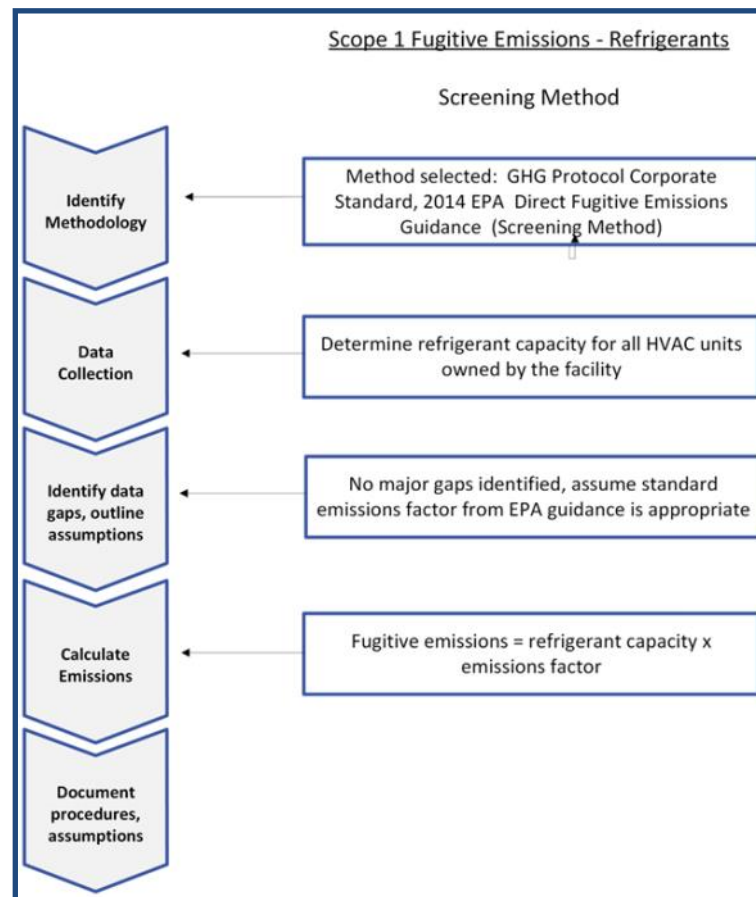 Scope 1 Fugitive Emissions - Refrigerants
Screening Method
Identify
Methodology
Method selected: GHG Protocol Corporate
Standard, 2014 EPA Direct Fugitive Emissions
Guidance (Screening Method)
Data
Collection
Determine refrigerant capacity for all HVAC units
owned by the facility
Identify data
gaps, outline
assumptions
No major gaps identified, assume standard
emissions factor from EPA guidance is appropriate
Calculate
Emissions
Fugitive emissions = refrigerant capacity x
emissions factor
Document
procedures,
assumptions